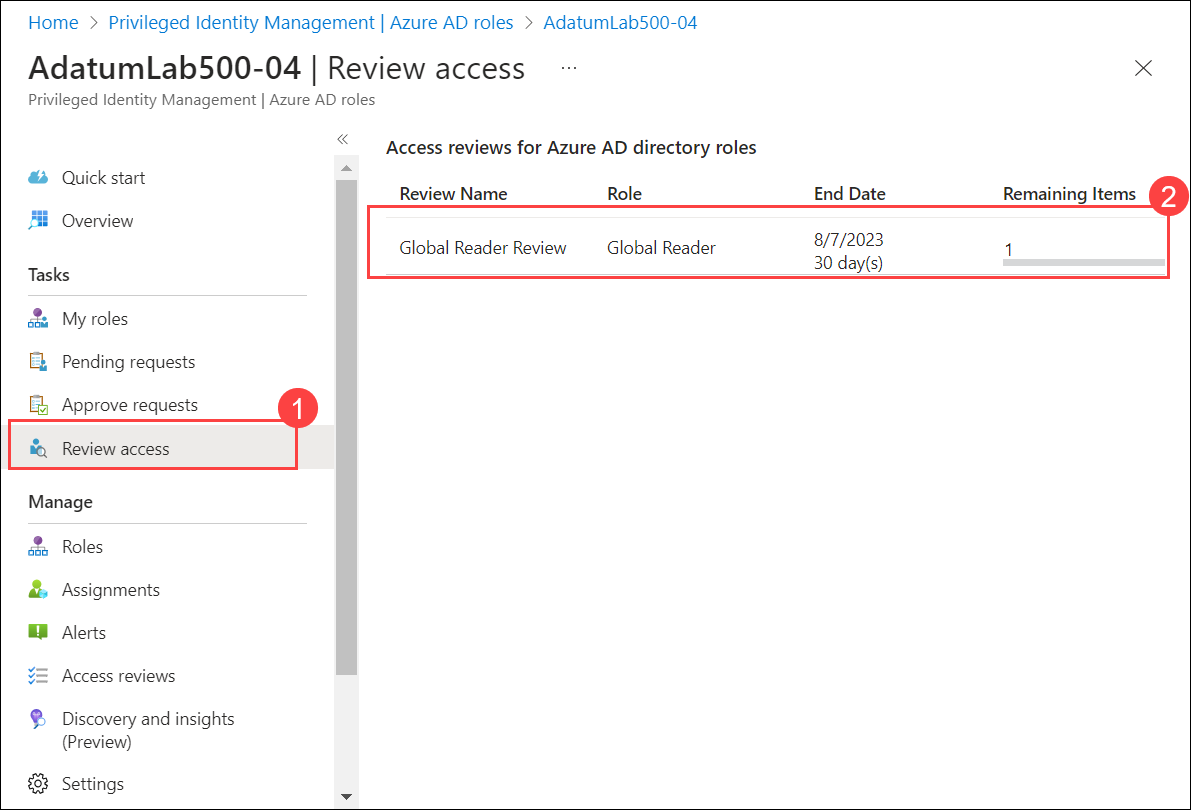 Home > Privileged Identity Management | Azure AD roles > AdatumLab500-04
AdatumLab500-04 | Review access ...
Privileged Identity Management | Azure AD roles
Quick start
Overview
Tasks
My roles
Pending requests
Approve requests
1
Review access
Manage
Roles
Assignments
Alerts
Access reviews
Discovery and insights
(Preview)
Settings
Access reviews for Azure AD directory roles
Review Name Role End Date Remaining Items
2
Global Reader Review Global Reader 8/7/2023 1
30 day(s)